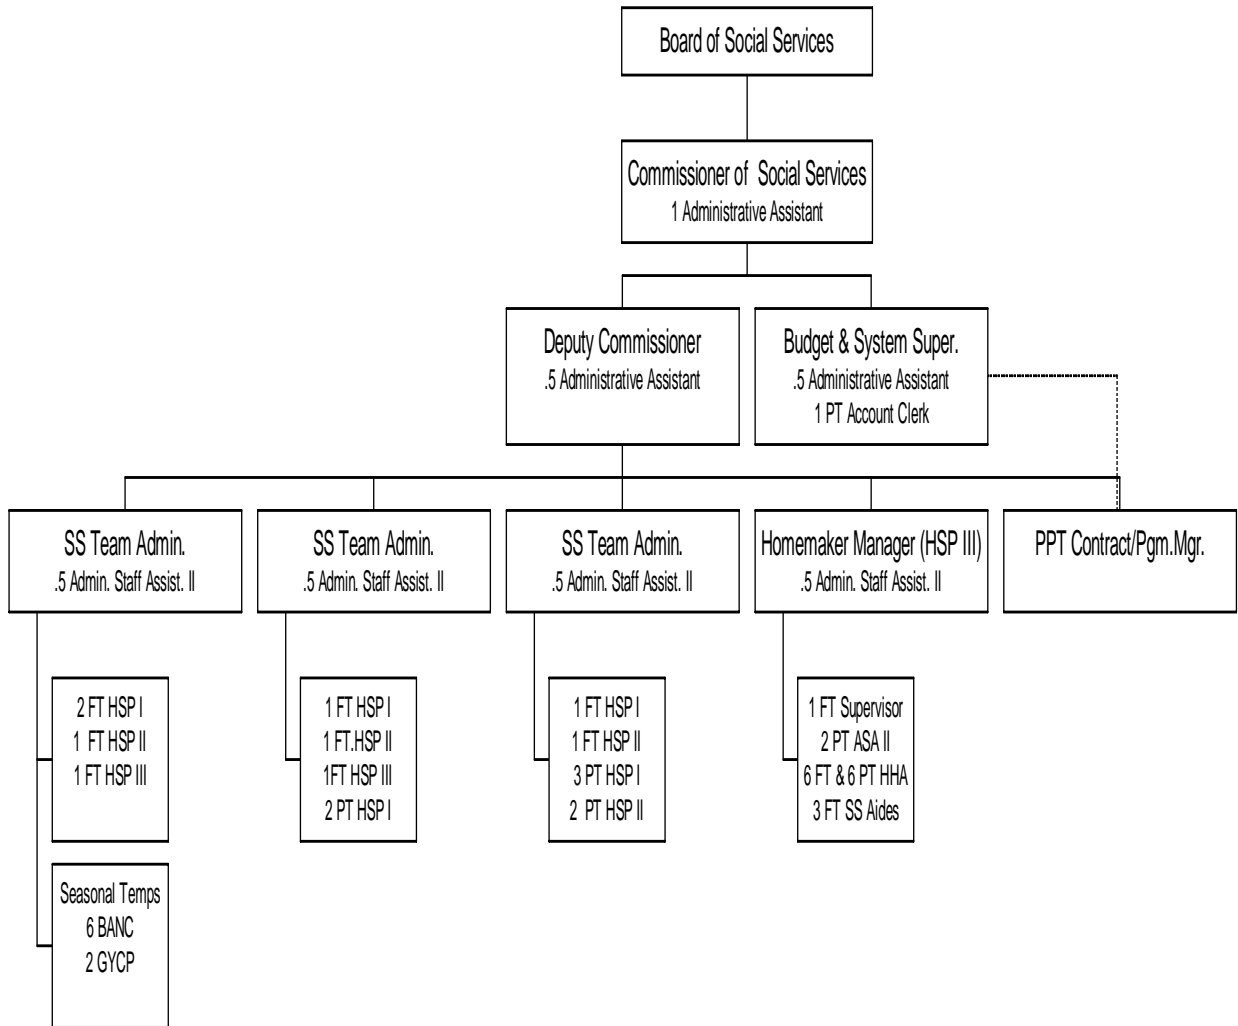 Board of Social Services
Commissioner of Social Services
1 Administrative Assistant
Deputy Commissioner
.5 Administrative Assistant
Budget & System Super.
.5 Administrative Assistant
1 PT Account Clerk
SS Team Admin.
.5 Admin. Staff Assist. II
SS Team Admin.
.5 Admin. Staff Assist. II
SS Team Admin.
.5 Admin. Staff Assist. II
Homemaker Manager (HSP III)
.5 Admin. Staff Assist. II
PPT Contract/Pgm.Mgr.
2 FT HSP I
1 FT HSP II
1 FT HSP III
1 FT HSP I
1 FT.HSP II
1FT HSP III
2 PT HSP I
1 FT HSP I
1 FT HSP II
3 PT HSP I
2 PT HSP II
1 FT Supervisor
2 PT ASA II
6 FT & 6 PT HHA
3 FT SS Aides
Seasonal Temps
6 BANC
2 GYCP